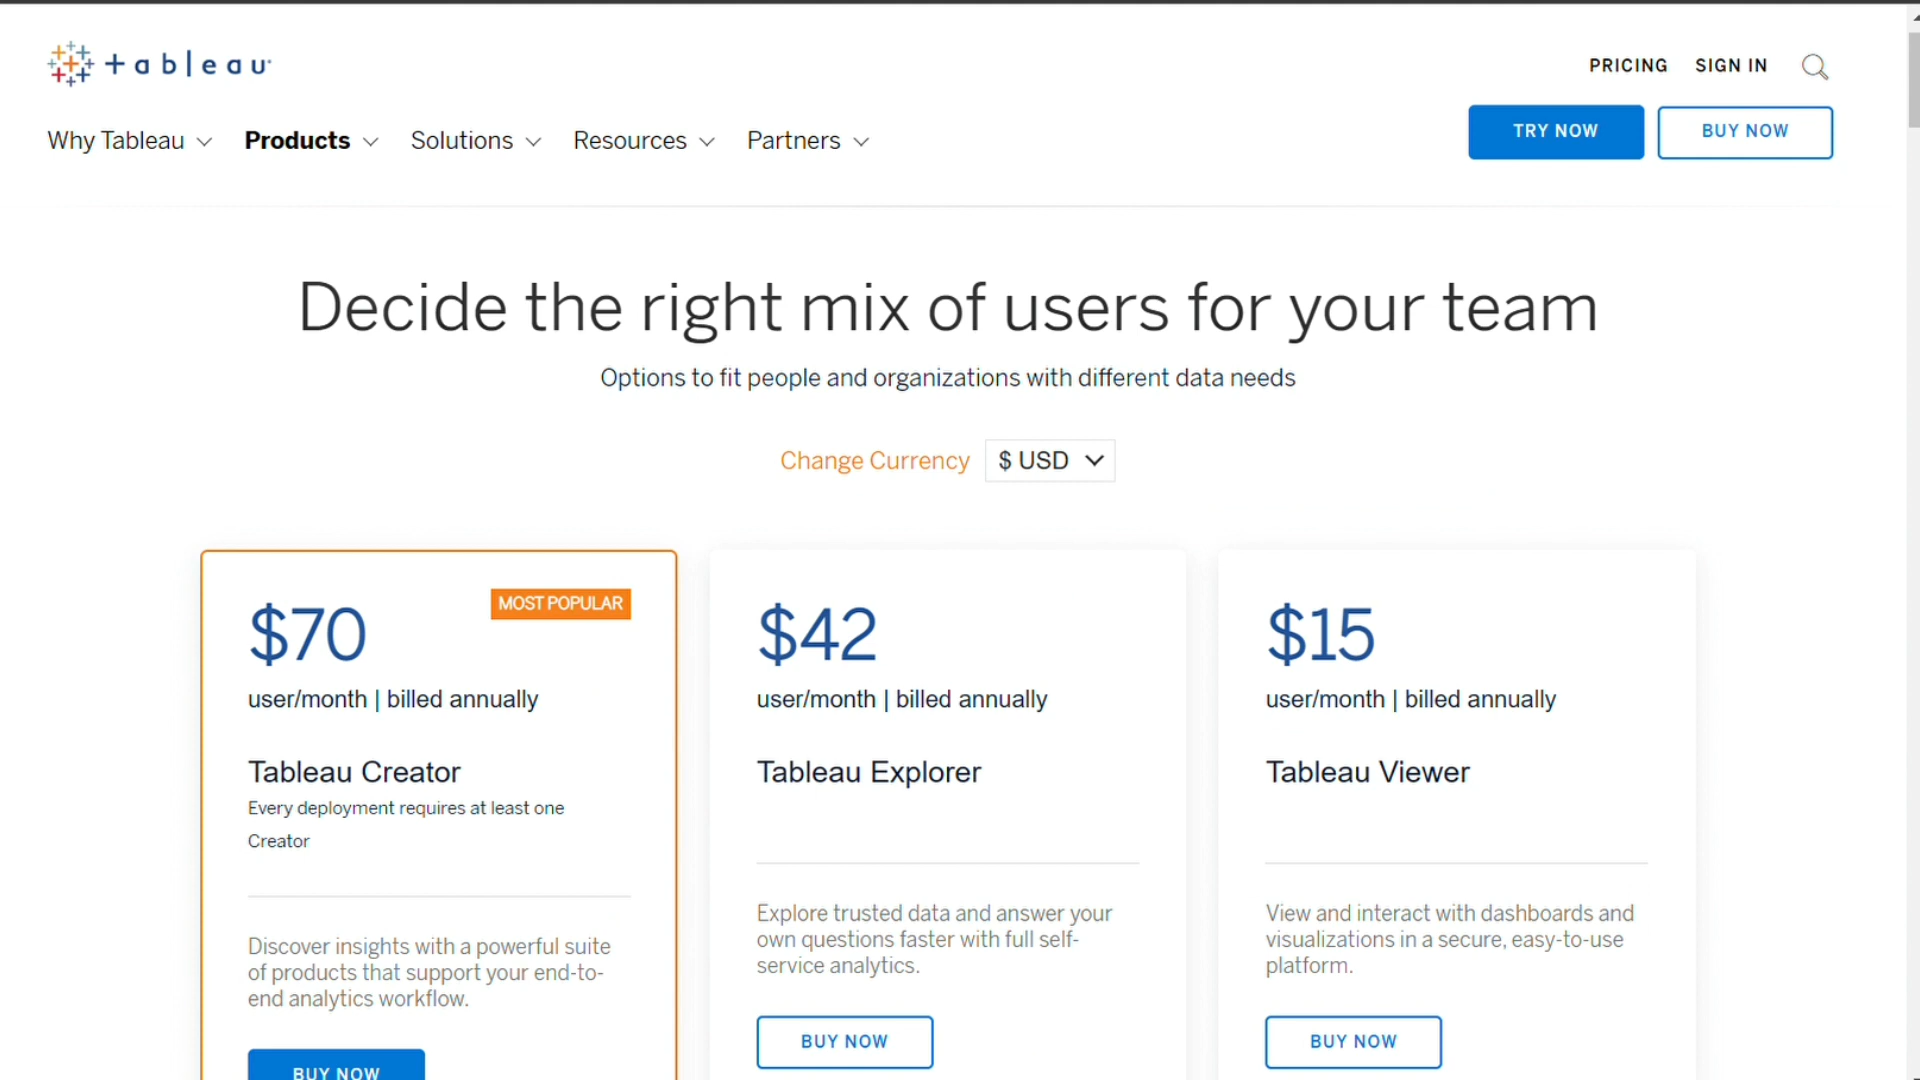 tableau
PRICING SIGN IN
Why Tableau Products Solutions Resources Partners
TRY NOW BUY NOW
Decide the right mix of users for your team
Options to fit people and organizations with different data needs
Change Currency $ USD
$70 MOST POPULAR
user/month | billed annually
Tableau Creator
Every deployment requires at least one
Creator
Discover insights with a powerful suite
of products that support your end-to-
end analytics workflow.
BUY NOW
$42
user/month | billed annually
Tableau Explorer
Explore trusted data and answer your
own questions faster with full self-
service analytics.
BUY NOW
$15
user/month | billed annually
Tableau Viewer
View and interact with dashboards and
visualizations in a secure, easy-to-use
platform.
BUY NOW